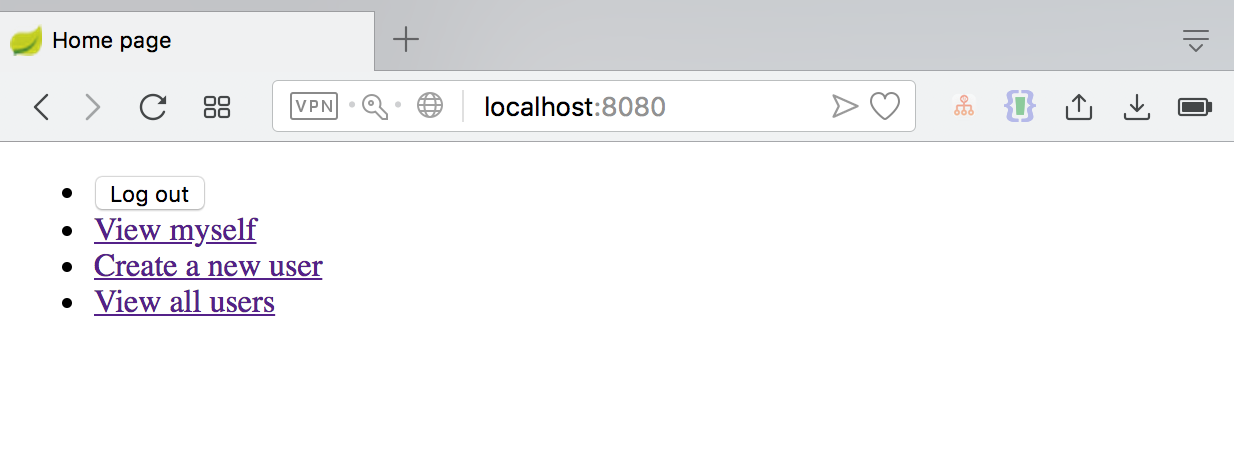 Home page
VPN localhost:8080
Log out
View myself
Create a new user
View all users